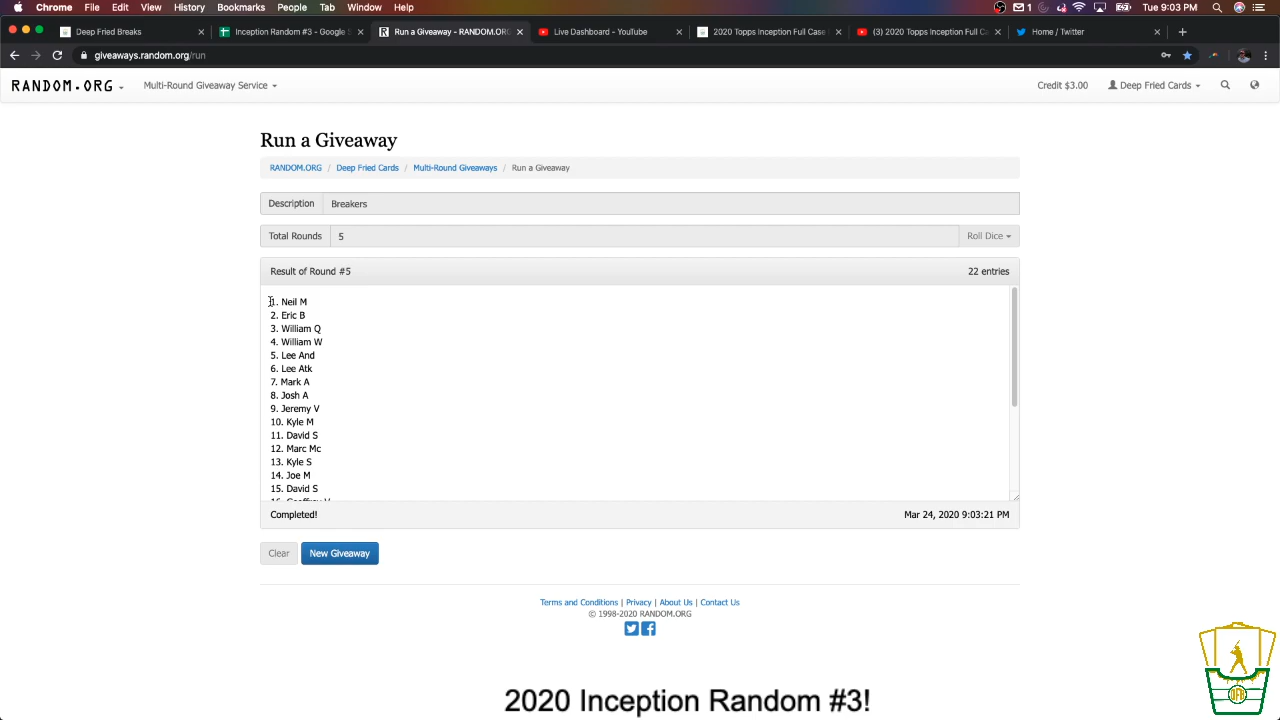 Chrome File Edit View History Bookmarks People Tab Window Help
Deep Fried Breaks
Inception Random #3 - Google S
Run a Giveaway - RANDOM.OR
Live Dashboard - YouTube
2020 Topps Inception Full Case
(3) 2020 Topps Inception Full Ca
Home / Twitter
giveaways.random.org/run
RANDOM.ORG
Multi-Round Giveaway Service
Credit $3.00
Deep Fried Cards
Run a Giveaway
RANDOM.ORG / Deep Fried Cards / Multi-Round Giveaways / Run a Giveaway
Description Breakers
Total Rounds 5 Roll Dice
Result of Round #5 22 entries
1. Neil M
2. Eric B
3. William Q
4. William W
5. Lee And
6. Lee Atk
7. Mark A
8. Josh A
9. Jeremy V
10. Kyle M
11. David S
12. Marc Mc
13. Kyle S
14. Joe M
15. David S
16. Geoffrey V
Completed! Mar 24, 2020 9:03:21 PM
Clear New Giveaway
Terms and Conditions | Privacy | About Us | Contact Us
© 1998-2020 RANDOM.ORG
DFB
2020 Inception Random #3!